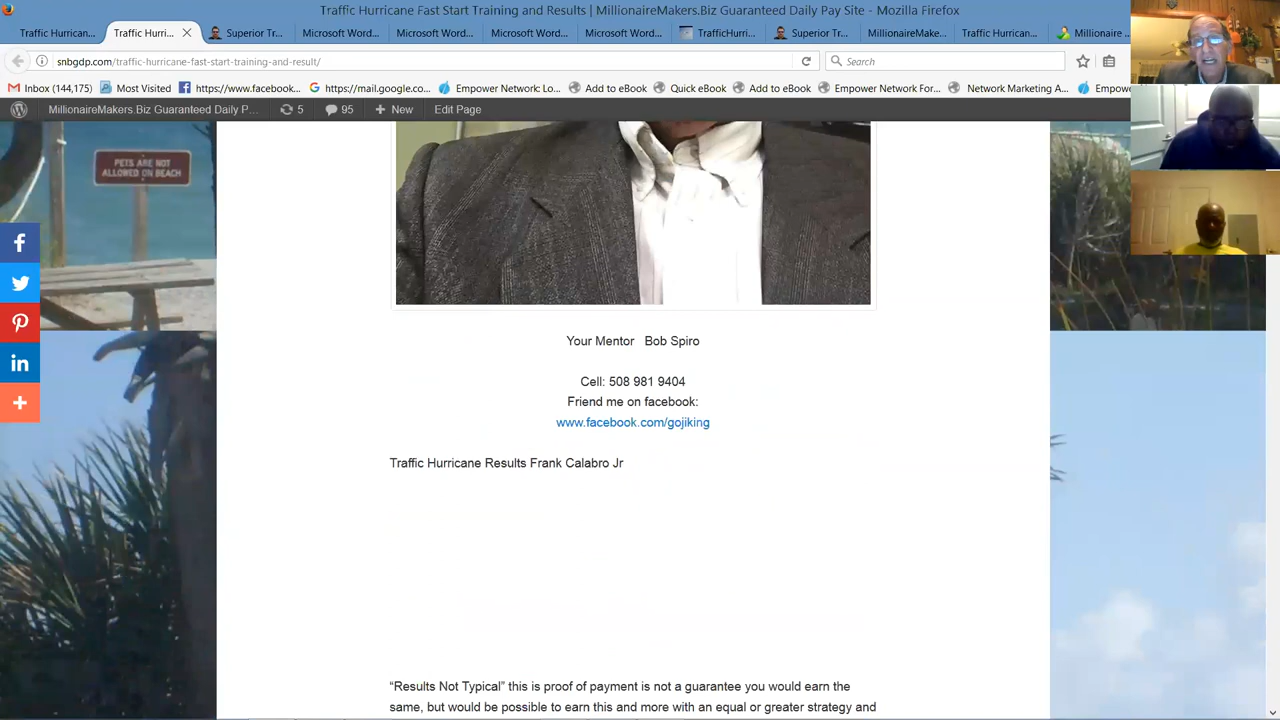 Traffic Hurricane Fast Start Training and Results | MillionaireMakers.Biz Guaranteed Daily Pay Site - Mozilla Firefox
Traffic Hurrican... Traffic Hurri... Superior Tr... Microsoft Word... Microsoft Word... Microsoft Word... Microsoft Word... TrafficHurri... Superior Tr... MillionaireMake... Traffic Hurrican... Millionaire
snbgdp.com/traffic-hurricane-fast-start-training-and-result/ Search
Inbox (144,175) Most Visited https://www.facebook... https://mail.google.co... Empower Network: Lo... Add to eBook Quick eBook Add to eBook Empower Network For... Network Marketing A... Empowe
MillionaireMakers.Biz Guaranteed Daily P... 5 95 New Edit Page
PETS ARE NOT
ALLOWED ON BEACH
Your Mentor Bob Spiro
Cell: 508 981 9404
Friend me on facebook:
www.facebook.com/gojiking
Traffic Hurricane Results Frank Calabro Jr
“Results Not Typical” this is proof of payment is not a guarantee you would earn the
same, but would be possible to earn this and more with an equal or greater strategy and